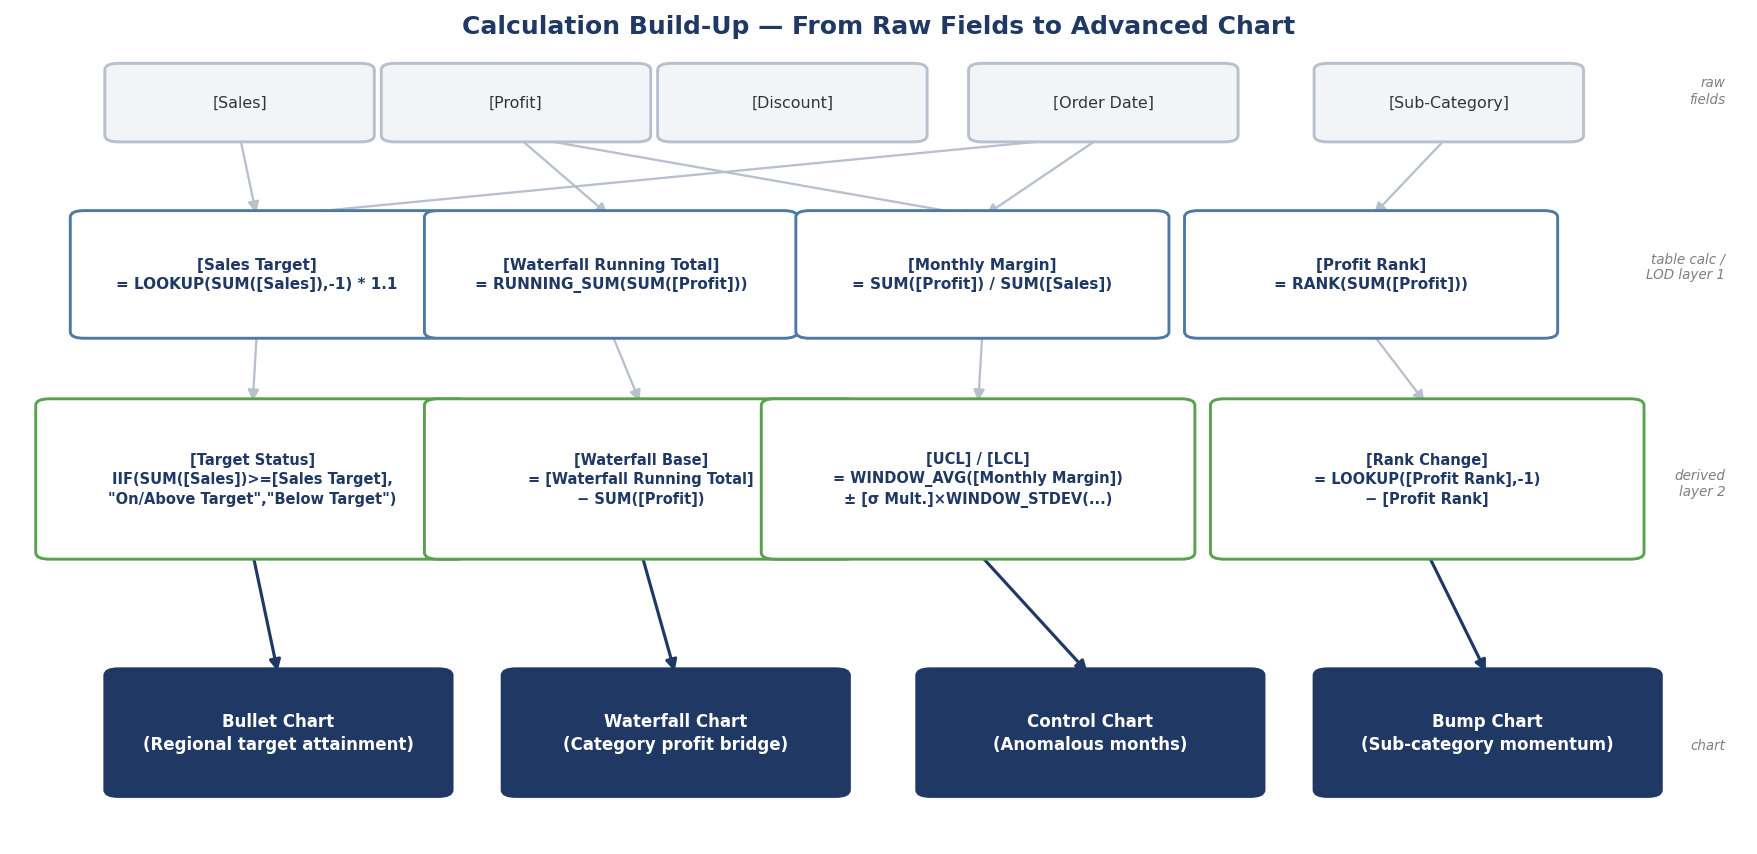 Calculation Build-Up — From Raw Fields to Advanced Chart
[Sales]
[Profit]
[Discount]
[Order Date]
[Sub-Category]
raw
fields
[Sales Target]
= LOOKUP(SUM([Sales]),-1) * 1.1
[Waterfall Running Total]
= RUNNING_SUM(SUM([Profit]))
[Monthly Margin]
= SUM([Profit]) / SUM([Sales])
[Profit Rank]
= RANK(SUM([Profit]))
table calc /
LOD layer 1
[Target Status]
IIF(SUM([Sales])>=[Sales Target],
"On/Above Target","Below Target")
[Waterfall Base]
= [Waterfall Running Total]
− SUM([Profit])
[UCL] / [LCL]
= WINDOW_AVG([Monthly Margin])
± [σ Mult.]×WINDOW_STDEV(...)
[Rank Change]
= LOOKUP([Profit Rank],-1)
− [Profit Rank]
derived
layer 2
Bullet Chart
(Regional target attainment)
Waterfall Chart
(Category profit bridge)
Control Chart
(Anomalous months)
Bump Chart
(Sub-category momentum)
chart